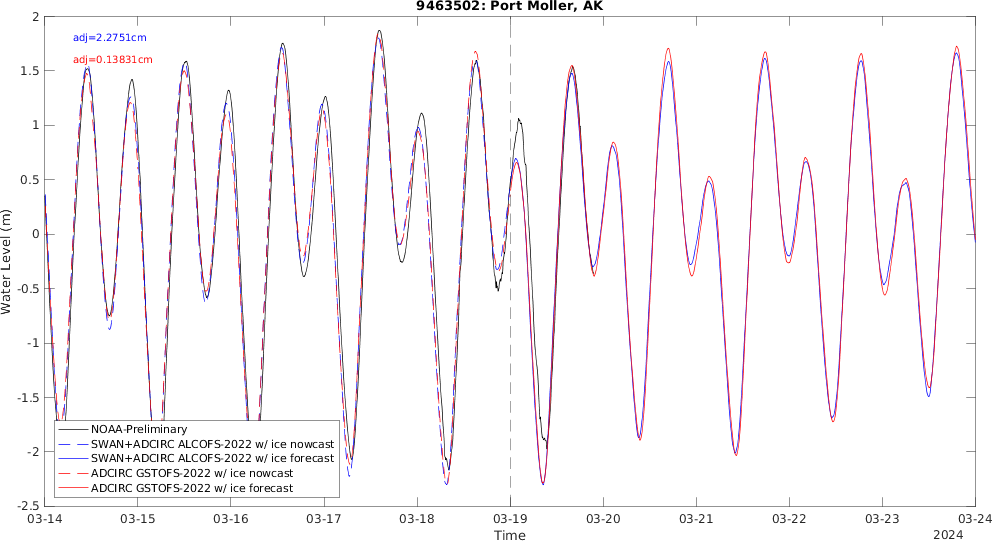 9463502: Port Moller, AK
adj=2.2751cm
adj=0.13831cm
2
1.5
1
0.5
0
-0.5
-1
-1.5
-2
-2.5
Water Level (m)
NOAA-Preliminary
SWAN+ADCIRC ALCOFS-2022 w/ ice nowcast
SWAN+ADCIRC ALCOFS-2022 w/ ice forecast
ADCIRC GSTOFS-2022 w/ ice nowcast
ADCIRC GSTOFS-2022 w/ ice forecast
03-14 03-15 03-16 03-17 03-18 03-19 03-20 03-21 03-22 03-23 03-24
Time
2024